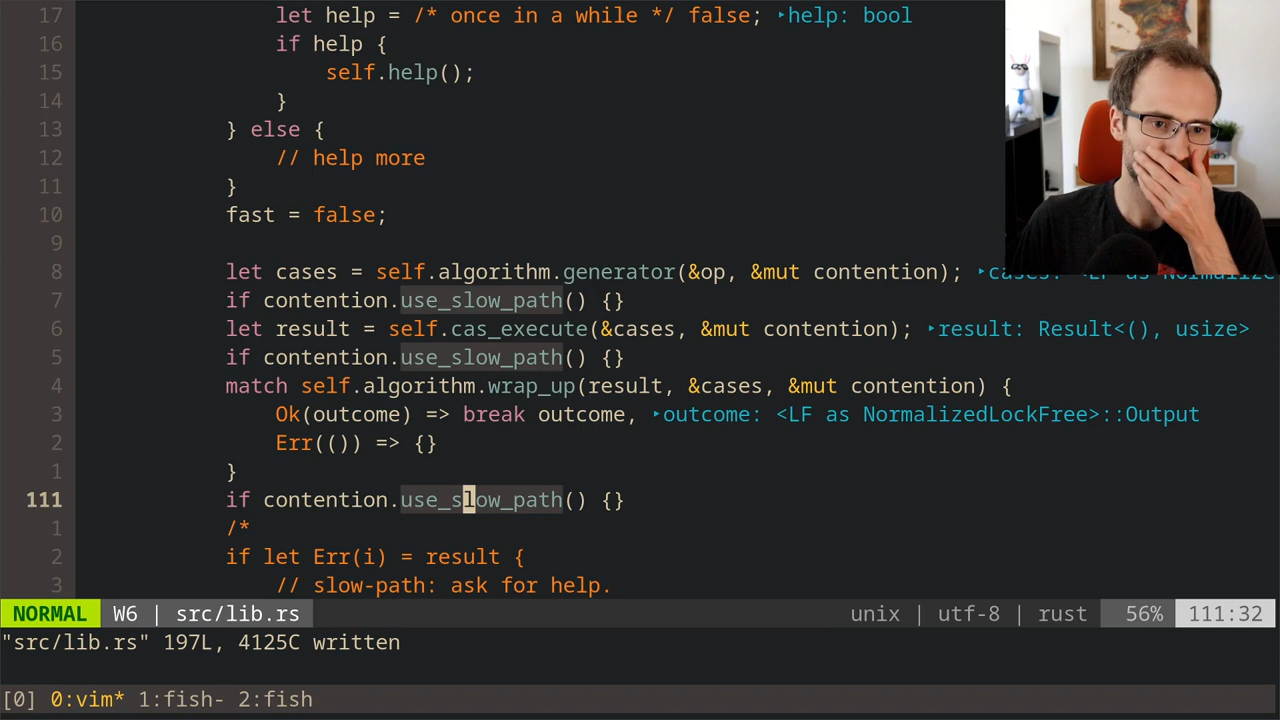 17 let help = /* once in a while */ false; ‣help: bool
16 if help {
15 self.help();
14 }
13 } else {
12 // help more
11 }
10 fast = false;
9
8 let cases = self.algorithm.generator(&op, &mut contention); ‣cases: <LF as Normalize
7 if contention.use_slow_path() {}
6 let result = self.cas_execute(&cases, &mut contention); ‣result: Result<(), usize>
5 if contention.use_slow_path() {}
4 match self.algorithm.wrap_up(result, &cases, &mut contention) {
3 Ok(outcome) => break outcome, ‣outcome: <LF as NormalizedLockFree>::Output
2 Err(()) => {}
1 }
111 if contention.use_slow_path() {}
1 /*
2 if let Err(i) = result {
3 // slow-path: ask for help.
NORMAL W6 | src/lib.rs unix | utf-8 | rust 56% 111:32
"src/lib.rs" 197L, 4125C written
[0] 0:vim* 1:fish- 2:fish